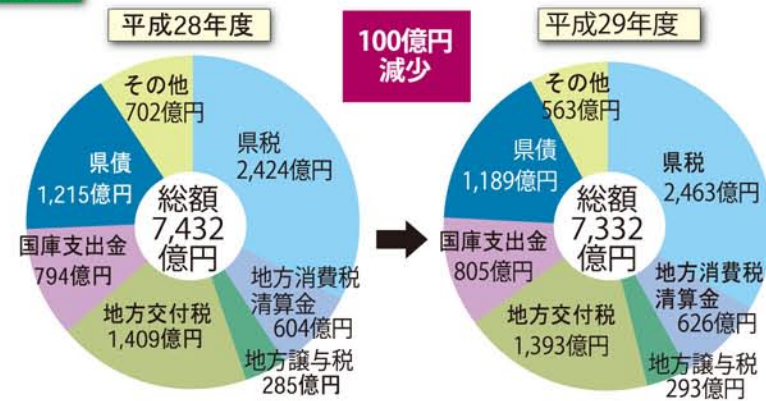 平成28年度
100億円
減少
平成29年度
その他
702億円
県税
2,424億円
県債
1,215億円
総額
7,432
億円
国庫支出金
794億円
地方消費税
清算金
604億円
地方交付税
1,409億円
地方譲与税
285億円
その他
563億円
県税
2,463億円
県債
1,189億円
総額
7,332
億円
国庫支出金
805億円
地方消費税
清算金
626億円
地方交付税
1,393億円
地方譲与税
293億円